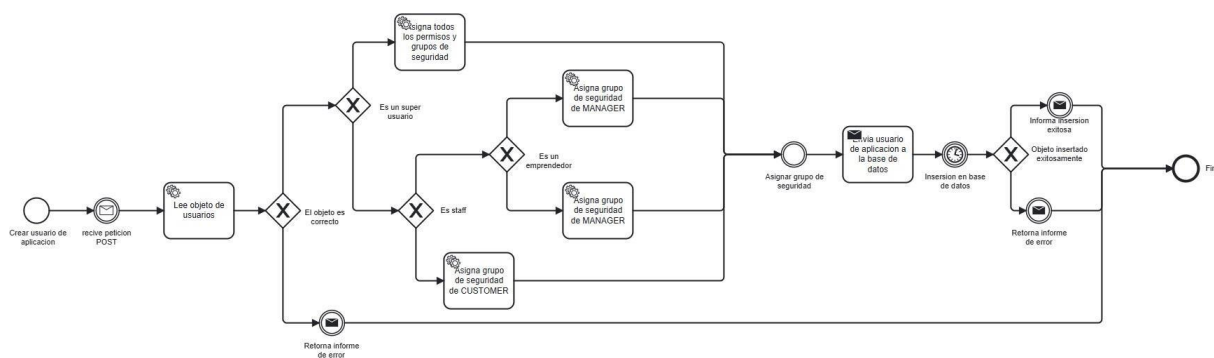 Crear usuario de
aplicacion
recive peticion
POST
Lee objeto de
usuarios
El objeto es
correcto
Retorna informe
de error
Es un super
usuario
Asigna todos
los permisos y
grupos de
seguridad
Es staff
Asigna grupo
de seguridad
de CUSTOMER
Es un
emprendedor
Asigna grupo
de seguridad
de MANAGER
Asigna grupo
de seguridad
de MANAGER
Asignar grupo de
seguridad
Envia usuario
de aplicacion a
la base de
datos
Insersion en base
de datos
Objeto insertado
exitosamente
Informa insersion
exitosa
Retorna informe
de error